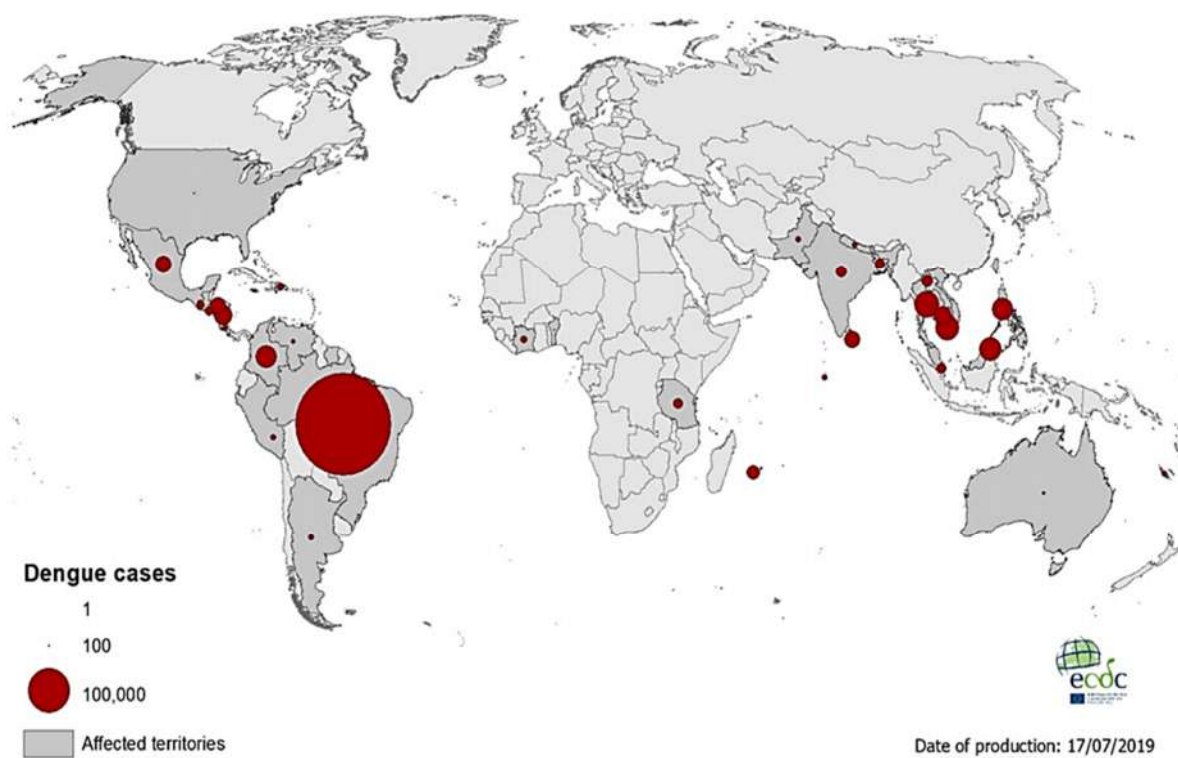 Dengue cases
1
100
100,000
Affected territories
ecdc
Date of production: 17/07/2019